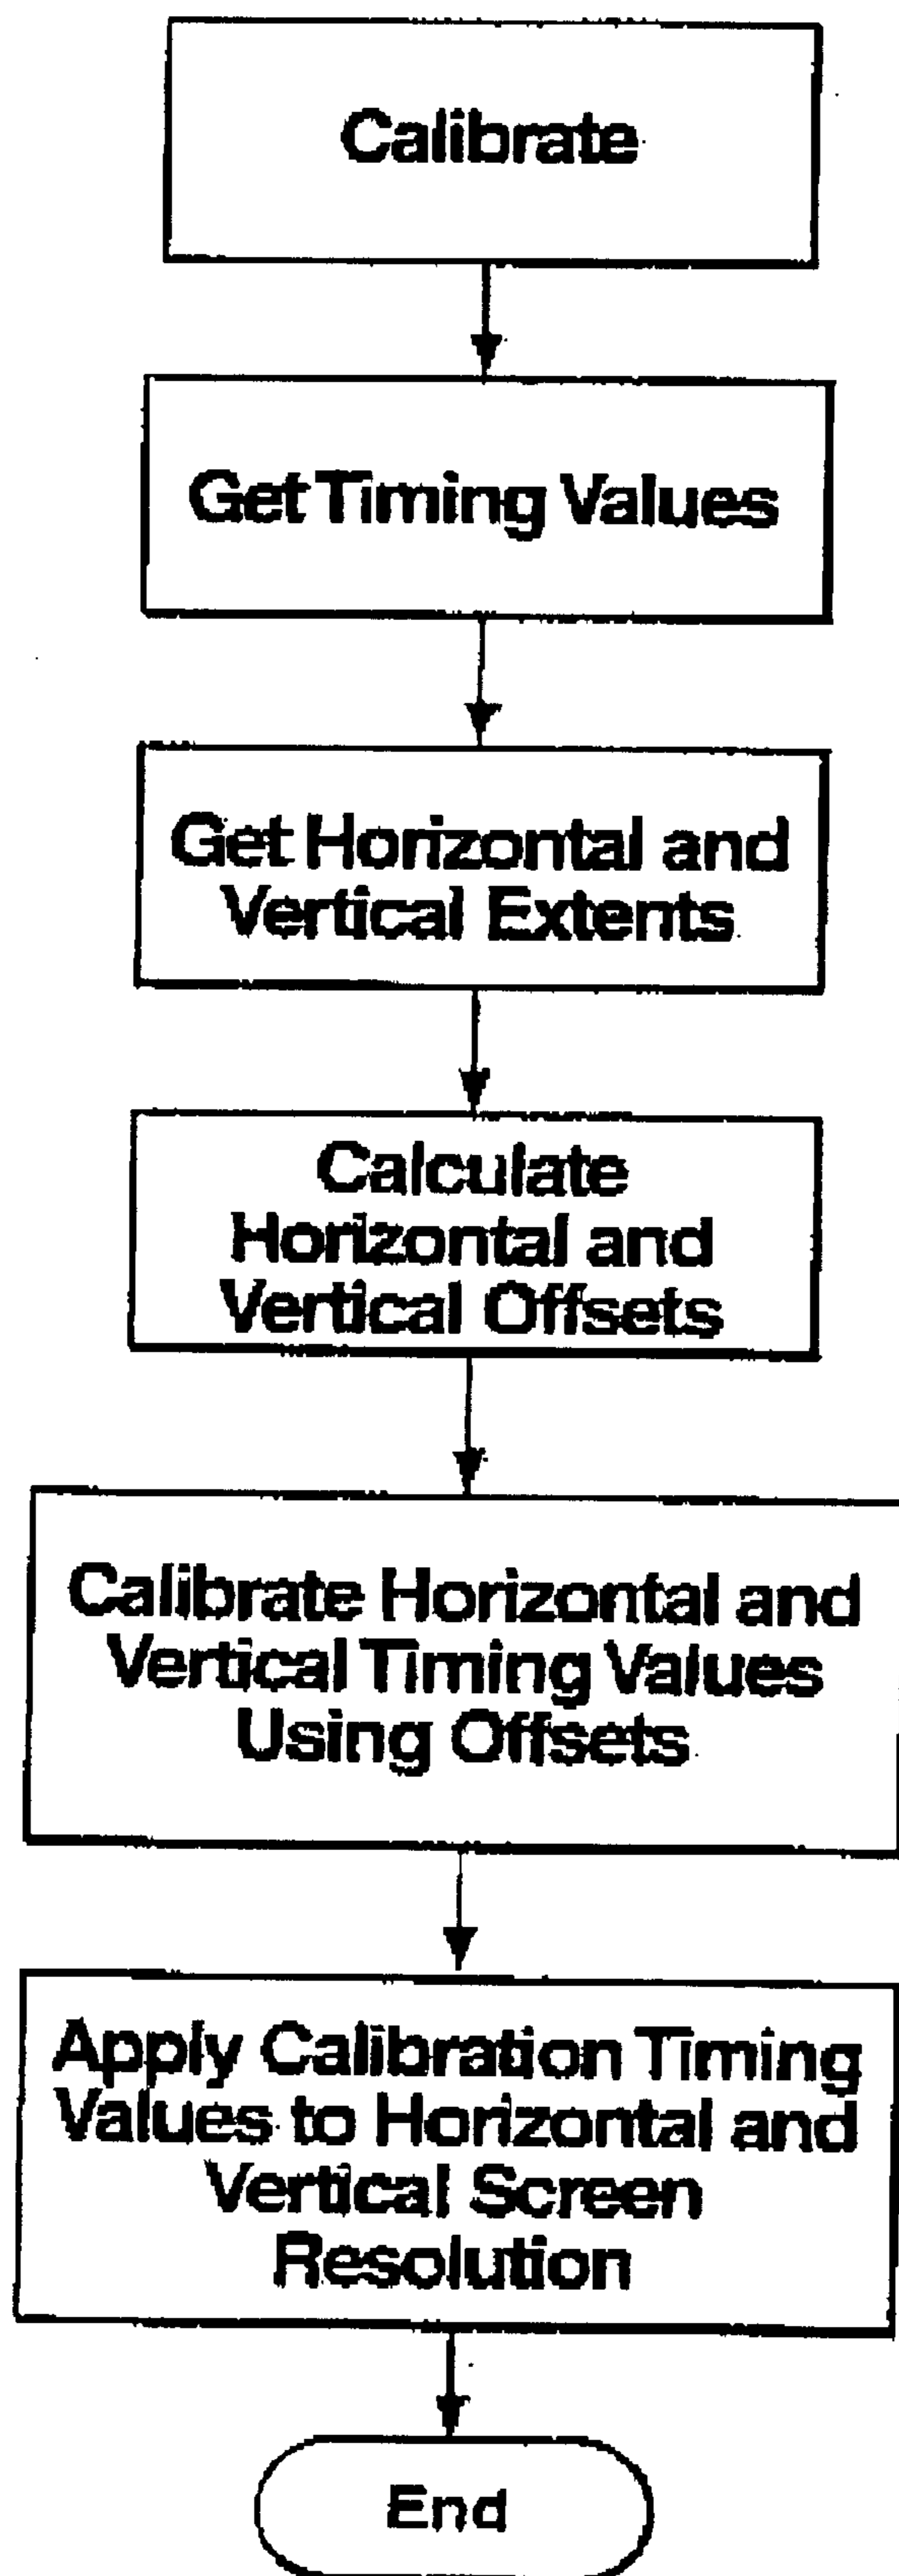 Calibrate
Get Timing Values
Get Horizontal and
Vertical Extents
Calculate
Horizontal and
Vertical Offsets
Calibrate Horizontal and
Vertical Timing Values
Using Offsets
Apply Calibration Timing
Values to Horizontal and
Vertical Screen
Resolution
End